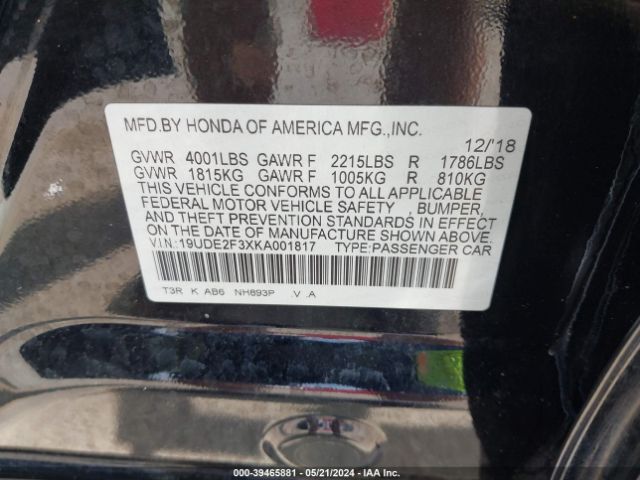 MFD.BY HONDA OF AMERICA MFG.,INC.
12/'18
GVWR 4001LBS GAWR F 2215LBS R 1786LBS
GVWR 1815KG GAWR F 1005KG R 810KG
THIS VEHICLE CONFORMS TO ALL APPLICABLE
FEDERAL MOTOR VEHICLE SAFETY , BUMPER,
AND THEFT PREVENTION STANDARDS IN EFFECT
ON THE DATE OF MANUFACTURE SHOWN ABOVE.
V.I.N.: 19UDE2F3XKA001817 TYPE:PASSENGER CAR
T3R K AB6 NH893P .V .A
000-39465881 - 05/21/2024 - IAA Inc.